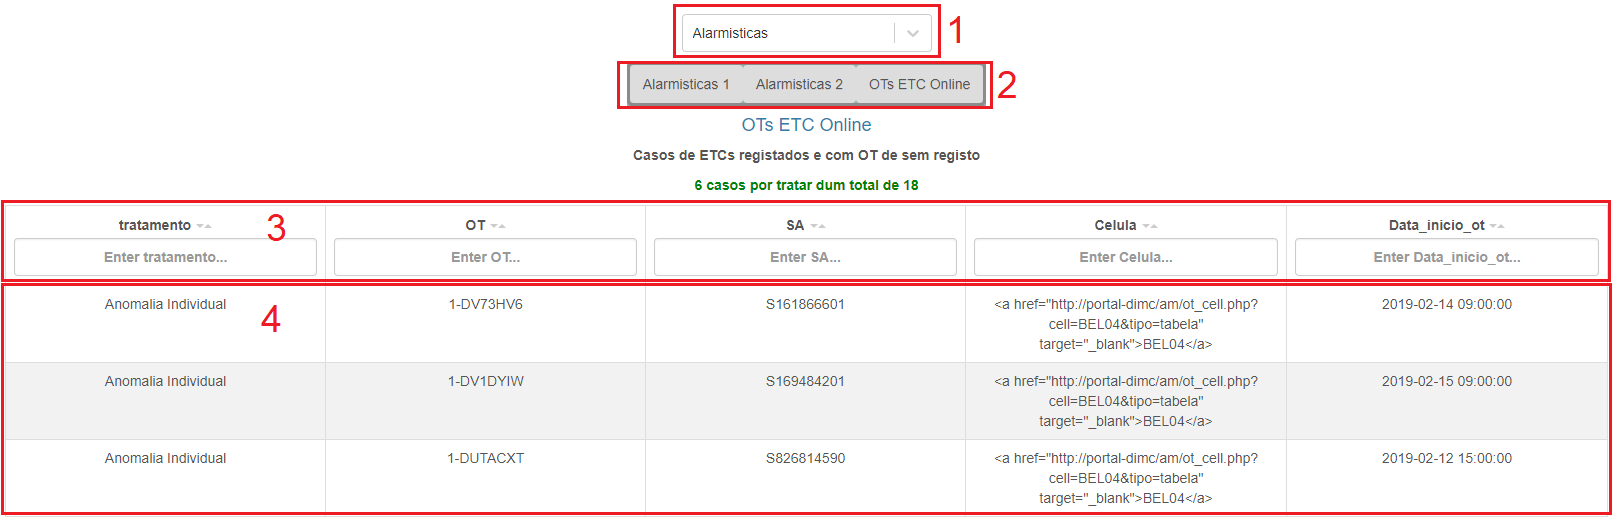 Alarmisticas 1
Alarmisticas 1 Alarmisticas 2 OTs ETC Online 2
OTs ETC Online
Casos de ETCs registados e com OT de sem registo
6 casos por tratar dum total de 18
tratamento 3 OT SA Celula Data_inicio_ot
Enter tratamento... Enter OT... Enter SA... Enter Celula... Enter Data_inicio_ot...
4
Anomalia Individual 1-DV73HV6 S161866601 <a href="http://portal-dimc/am/ot_cell.php? 2019-02-14 09:00:00
cell=BEL04&tipo=tabela"
target="_blank">BEL04</a>
Anomalia Individual 1-DV1DYIW S169484201 <a href="http://portal-dimc/am/ot_cell.php? 2019-02-15 09:00:00
cell=BEL04&tipo=tabela"
target="_blank">BEL04</a>
Anomalia Individual 1-DUTACXT S826814590 <a href="http://portal-dimc/am/ot_cell.php? 2019-02-12 15:00:00
cell=BEL04&tipo=tabela"
target="_blank">BEL04</a>